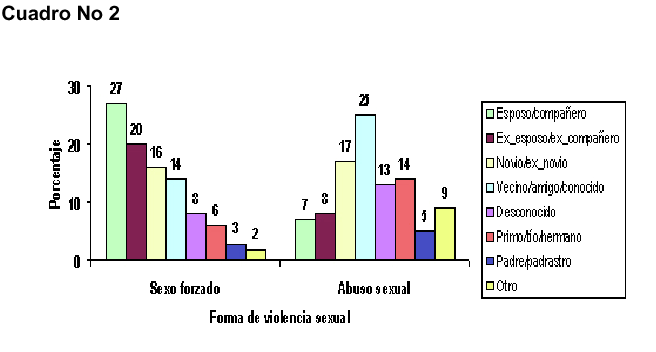 Cuadro No 2
Porcentaje
30
20
10
0
27
20
16
14
8
6
3
2
7
8
17
25
13
14
5
9
Sexo forzado
Abuso sexual
Forma de violencia sexual
Esposo/compañero
Ex_esposo/ex_compañero
Novio/ex_novio
Vecino/amigo/conocido
Desconocido
Primo/tío/hermano
Padre/padrastro
Otro